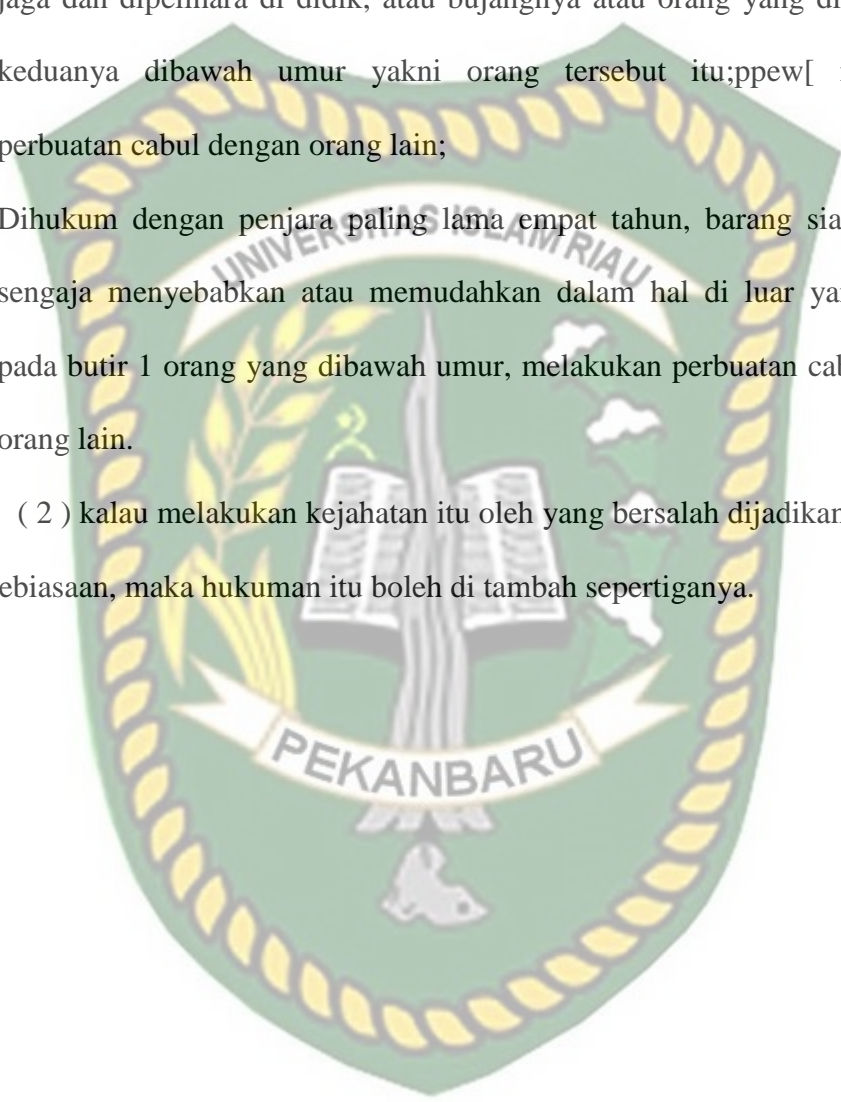 jaga dan dipelihara di didik, atau bujangnya atau orang yang
keduanya dibawah umur yakni orang tersebut itu;ppew[
perbuatan cabul dengan orang lain;
Dihukum dengan penjara paling lama empat tahun, barang sia
UNIVERSITAS ISLAM RIAU
sengaja menyebabkan atau memudahkan dalam hal di luar
pada butir 1 orang yang dibawah umur, melakukan perbuatan
orang lain.
( 2 ) kalau melakukan kejahatan itu oleh yang bersalah dijadikan
ebiasaan, maka hukuman itu boleh di tambah sepertiganya.
PEKANBARU